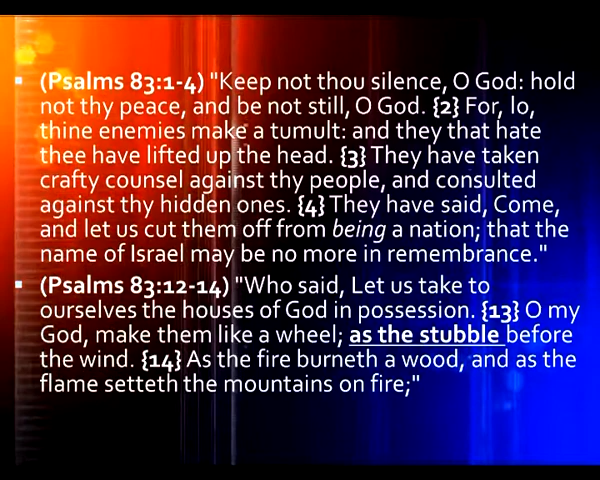 ▪ (Psalms 83:1-4) "Keep not thou silence, O God: hold
not thy peace, and be not still, O God. {2} For, lo,
thine enemies make a tumult: and they that hate
thee have lifted up the head. {3} They have taken
crafty counsel against thy people, and consulted
against thy hidden ones. {4} They have said, Come,
and let us cut them off from being a nation; that the
name of Israel may be no more in remembrance."
▪ (Psalms 83:12-14) "Who said, Let us take to
ourselves the houses of God in possession. {13} O my
God, make them like a wheel; as the stubble before
the wind. {14} As the fire burneth a wood, and as the
flame setteth the mountains on fire;"